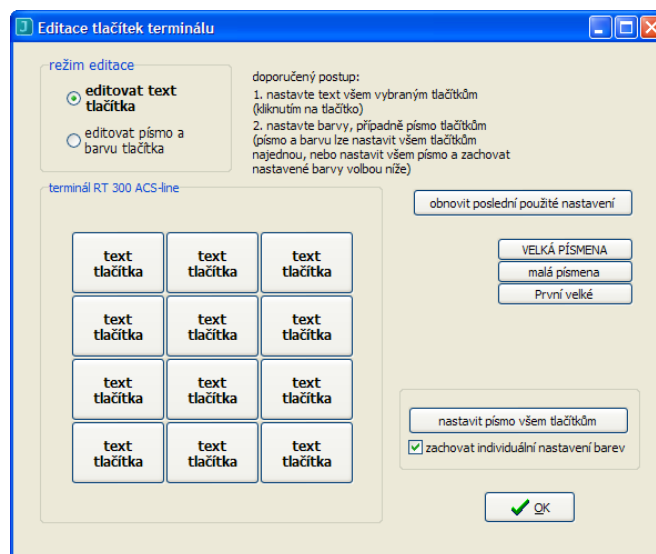 Editace tlačítek terminálu
režim editace
editovat text
tlačítka
editovat písmo a
barvu tlačítka
doporučený postup:
1. nastavte text všem vybraným tlačítkům
(kliknutím na tlačítko)
2. nastavte barvy, případně písmo tlačítkům
(písmo a barvu lze nastavit všem tlačítkům
najednou, nebo nastavit všem písmo a zachovat
nastavené barvy volbou níže)
terminál RT 300 ACS-line
obnovit poslední použité nastavení
text text text
tlačítka tlačítka tlačítka
VELKÁ PÍSMENA
malá písmena
První velké
text text text
tlačítka tlačítka tlačítka
text text text
tlačítka tlačítka tlačítka
text text text
tlačítka tlačítka tlačítka
nastavit písmo všem tlačítkům
zachovat individuální nastavení barev
OK